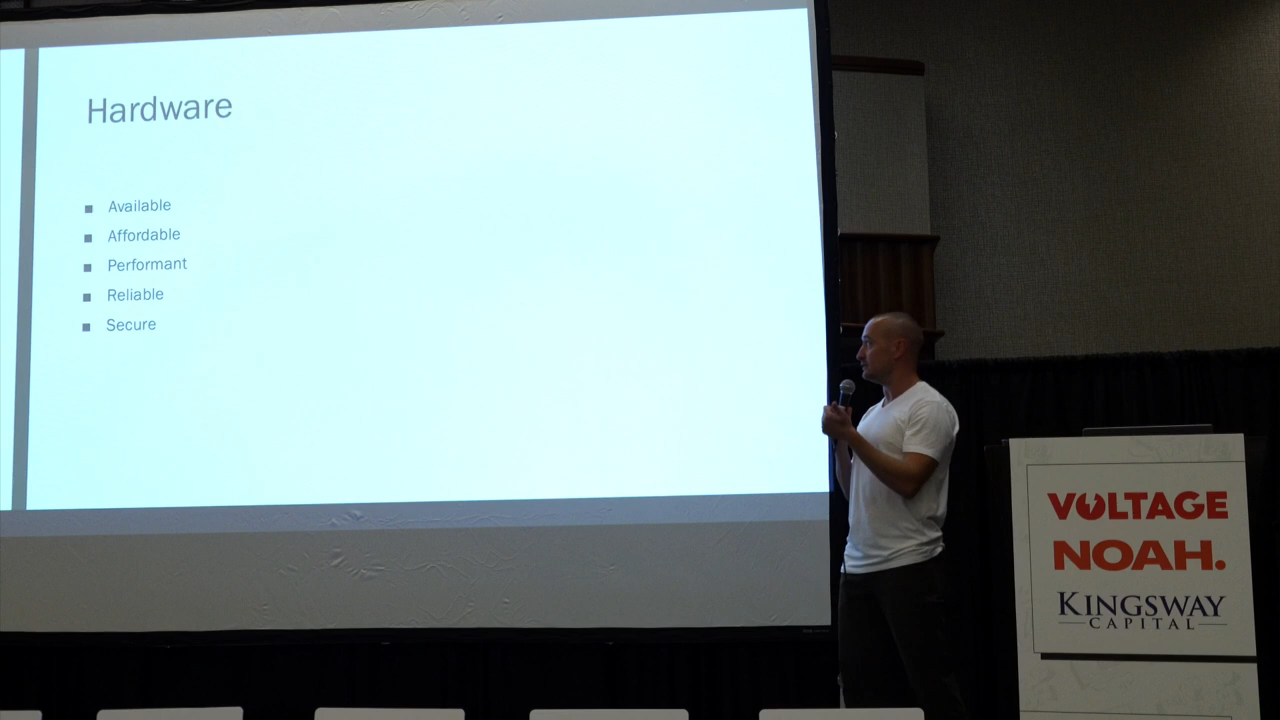 Hardware
Available
Affordable
Performant
Reliable
Secure
VOLTAGE
NOAH.
KINGSWAY
CAPITAL